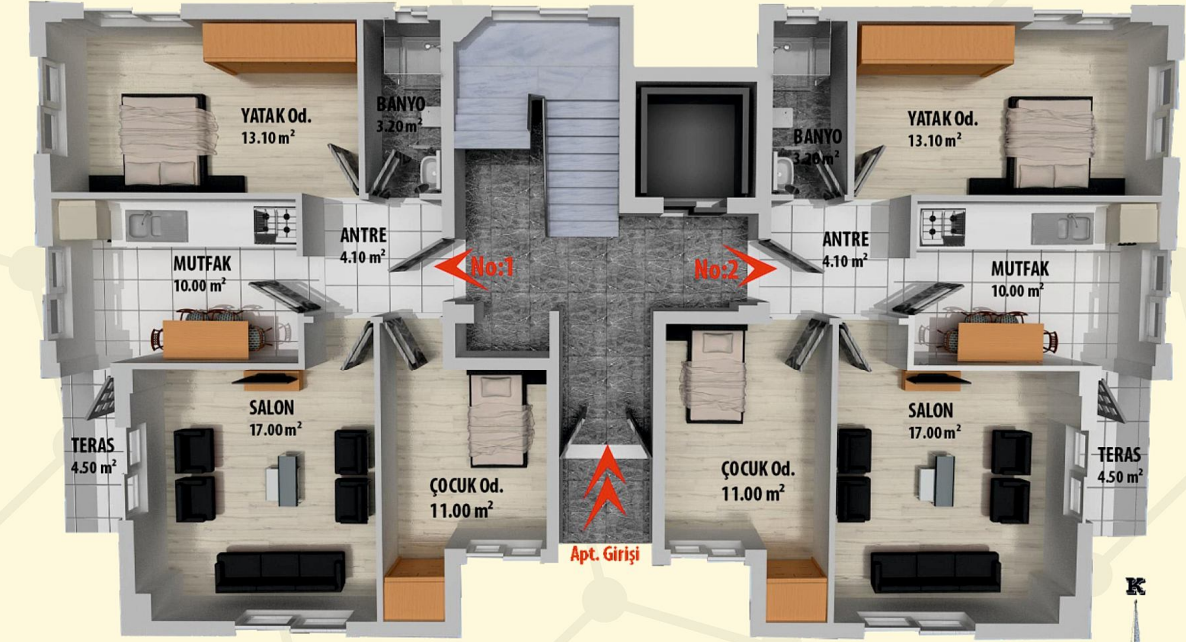 YATAK Od.
13.10 m²
BANYO
3.20 m²
BANYO
3.20 m²
YATAK Od.
13.10 m²
ANTRE
4.10 m²
ANTRE
4.10 m²
MUTFAK
10.00 m²
No:1
No:2
MUTFAK
10.00 m²
SALON
17.00 m²
SALON
17.00 m²
TERAS
4.50 m²
ÇOCUK Od.
11.00 m²
ÇOCUK Od.
11.00 m²
TERAS
4.50 m²
Apt. Girişi
K